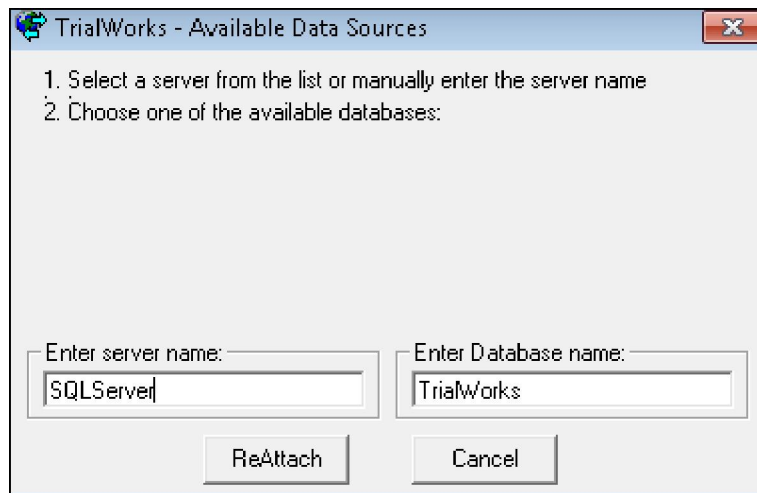 TrialWorks - Available Data Sources
1. Select a server from the list or manually enter the server name
2. Choose one of the available databases:
Enter server name:
Enter Database name:
SQLServer
TrialWorks
ReAttach
Cancel